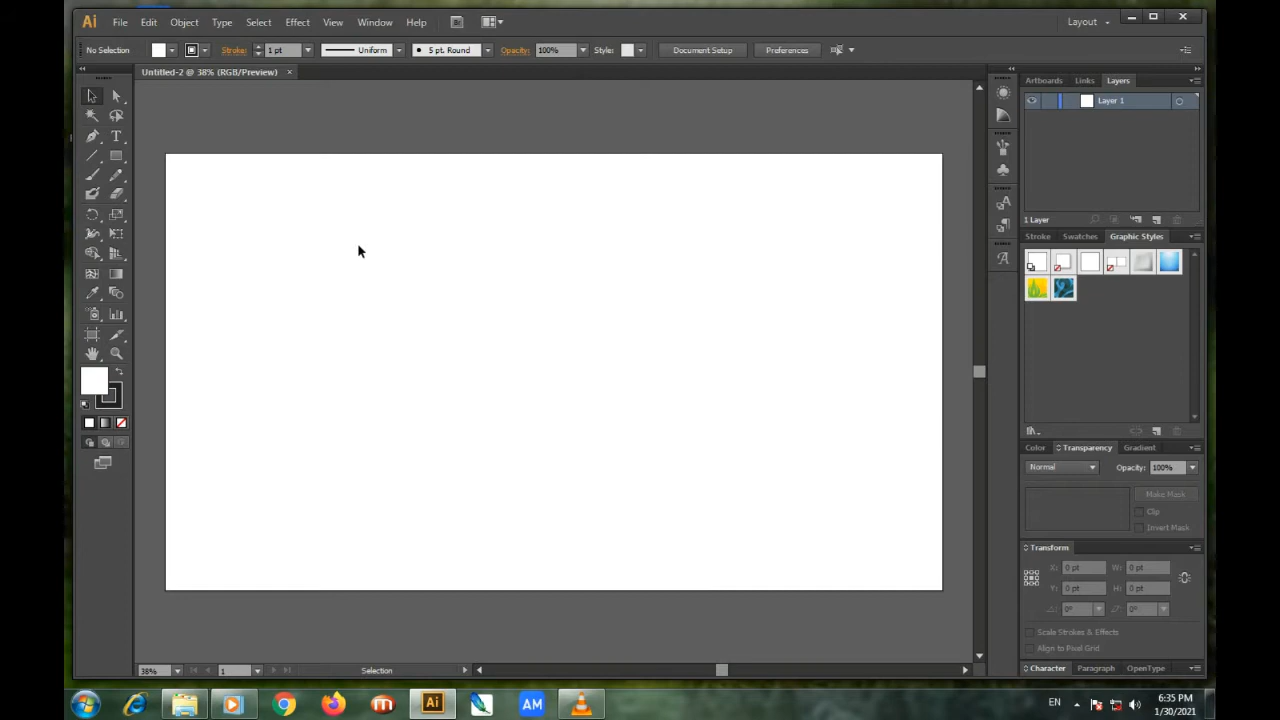 Ai File Edit Object Type Select Effect View Window Help Layout
No Selection Stroke: 1 pt Uniform 5 pt. Round Opacity: 100% Style: Document Setup Preferences
Untitled-2 @ 38% (RGB/Preview)
Artboards Links Layers
Layer 1
1 Layer
Stroke Swatches Graphic Styles
Color Transparency Gradient
Normal Opacity: 100%
Make Mask
Clip
Invert Mask
Transform
X: 0 pt W: 0 pt
Y: 0 pt H: 0 pt
0° 0°
Scale Strokes & Effects
Align to Pixel Grid
Character Paragraph OpenType
38% 1 Selection
Ai AM EN 6:35 PM
1/30/2021